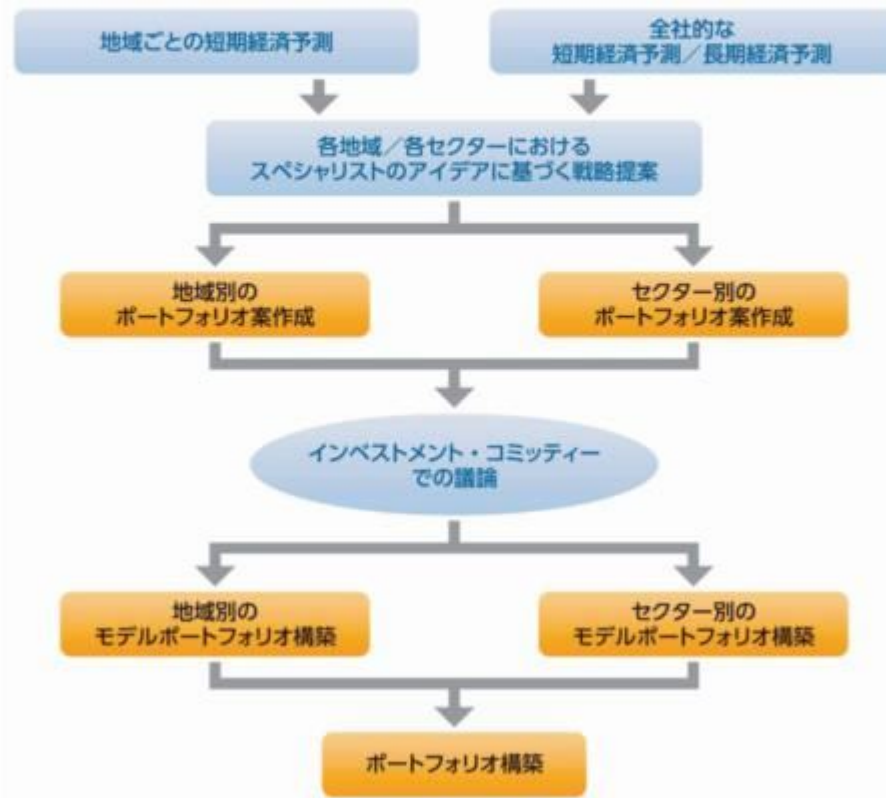 地域ごとの短期経済予測
全社的な
短期経済予測／長期経済予測
各地域／各セクターにおける
スペシャリストのアイデアに基づく戦略提案
地域別の
ポートフォリオ案作成
セクター別の
ポートフォリオ案作成
インベストメント・コミッティー
での議論
地域別の
モデルポートフォリオ構築
セクター別の
モデルポートフォリオ構築
ポートフォリオ構築